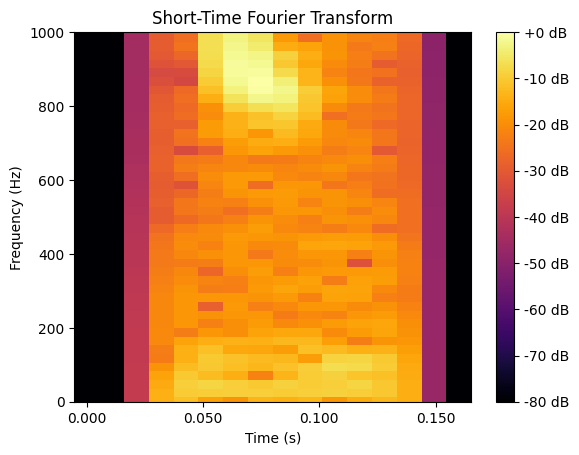 Short-Time Fourier Transform
1000
800
600
400
200
0
Frequency (Hz)
0.000
0.050
0.100
0.150
Time (s)
+0 dB
-10 dB
-20 dB
-30 dB
-40 dB
-50 dB
-60 dB
-70 dB
-80 dB